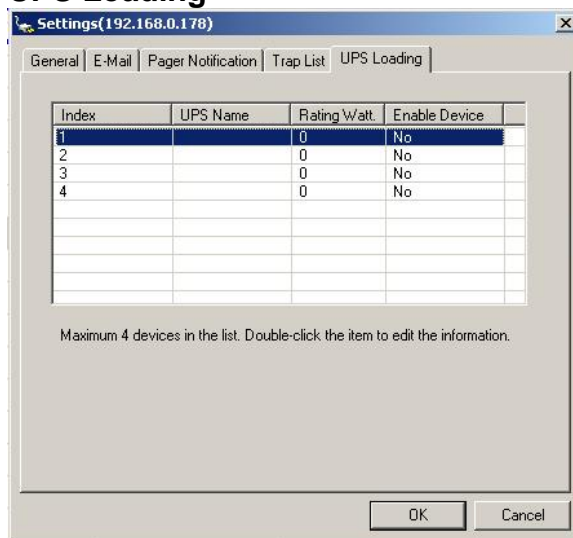 UPS Loading
Settings(192.168.0.178)
General E-Mail Pager Notification Trap List UPS Loading
Index UPS Name Rating Watt. Enable Device
1 0 No
2 0 No
3 0 No
4 0 No
Maximum 4 devices in the list. Double-click the item to edit the information.
OK Cancel